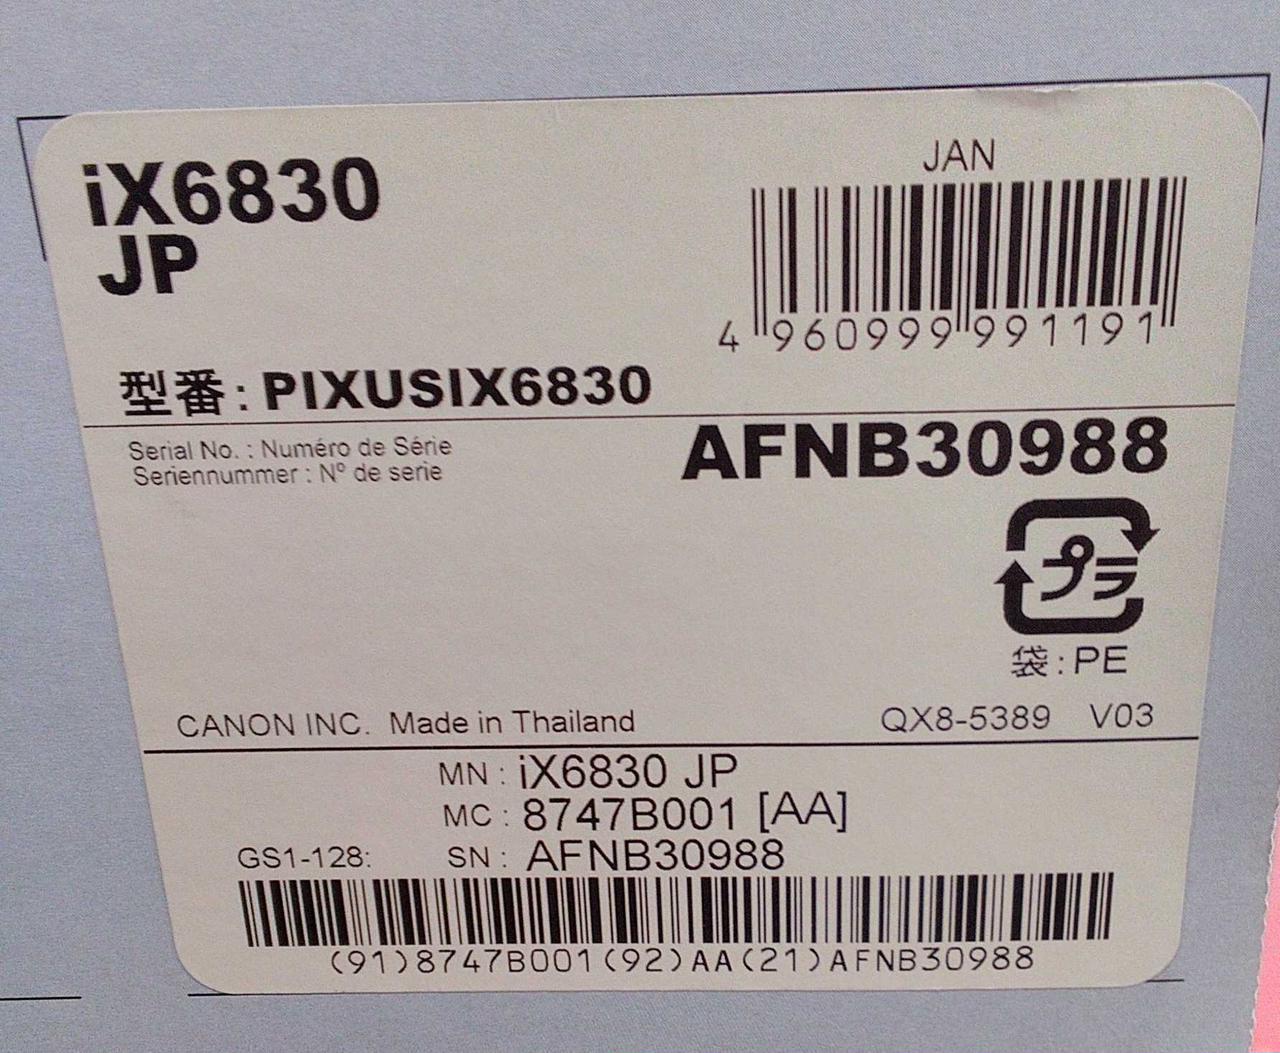 iX6830
JP
JAN
4 960999 991191
型番: PIXUSIX6830
Serial No. : Numéro de Série
Seriennummer : Nº de serie
AFNB30988
プラ
袋 : PE
CANON INC. Made in Thailand
QX8-5389 V03
MN : iX6830 JP
MC : 8747B001 [AA]
GS1-128: SN : AFNB30988
(91)8747B001(92)AA(21)AFNB30988